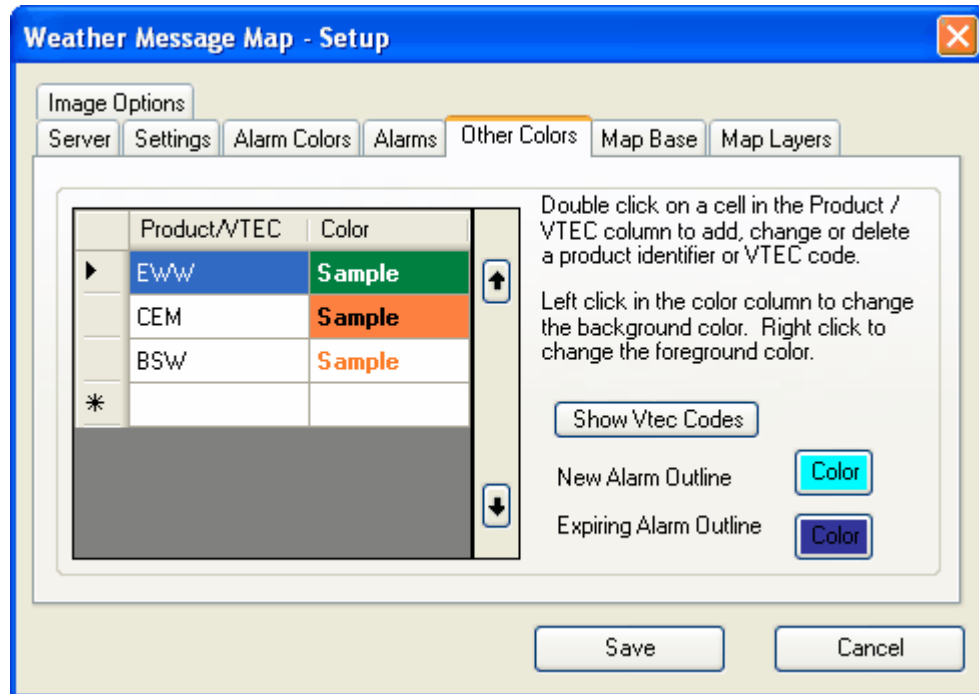 Weather Message Map - Setup
Image Options
Server Settings Alarm Colors Alarms Other Colors Map Base Map Layers
Product/VTEC Color
EWW Sample
CEM Sample
BSW Sample
Double click on a cell in the Product /
VTEC column to add, change or delete
a product identifier or VTEC code.
Left click in the color column to change
the background color. Right click to
change the foreground color.
Show Vtec Codes
New Alarm Outline Color
Expiring Alarm Outline Color
Save Cancel